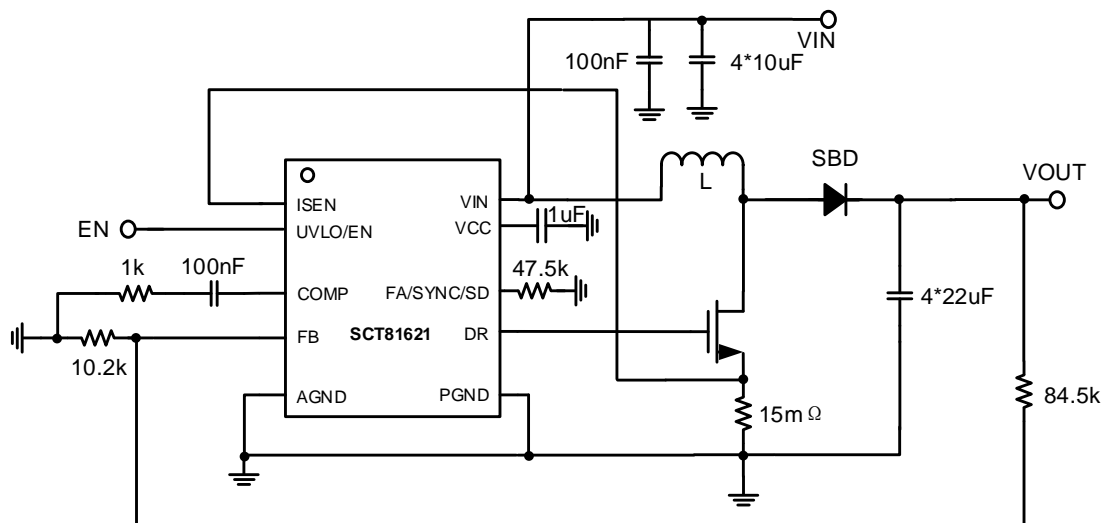 VIN
100nF
4*10uF
SBD
VOUT
L
ISEN
VIN
EN
UVLO/EN
VCC
1uF
1k
100nF
47.5k
COMP
FA/SYNC/SD
4*22uF
FB
SCT81621
DR
10.2k
84.5k
AGND
PGND
15mΩ